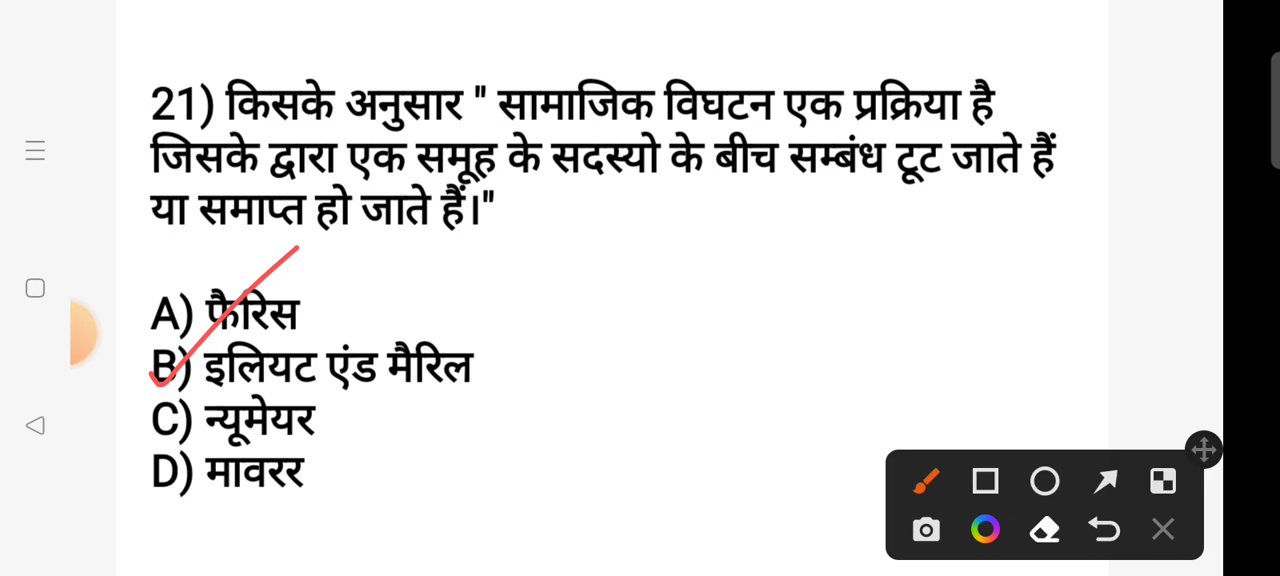 21) किसके अनुसार " सामाजिक विघटन एक प्रक्रिया है
जिसके द्वारा एक समूह के सदस्यो के बीच सम्बंध टूट जाते हैं
या समाप्त हो जाते हैं।"
A) फैरिस
B) इलियट एंड मैरिल
C) न्यूमेयर
D) मावरर